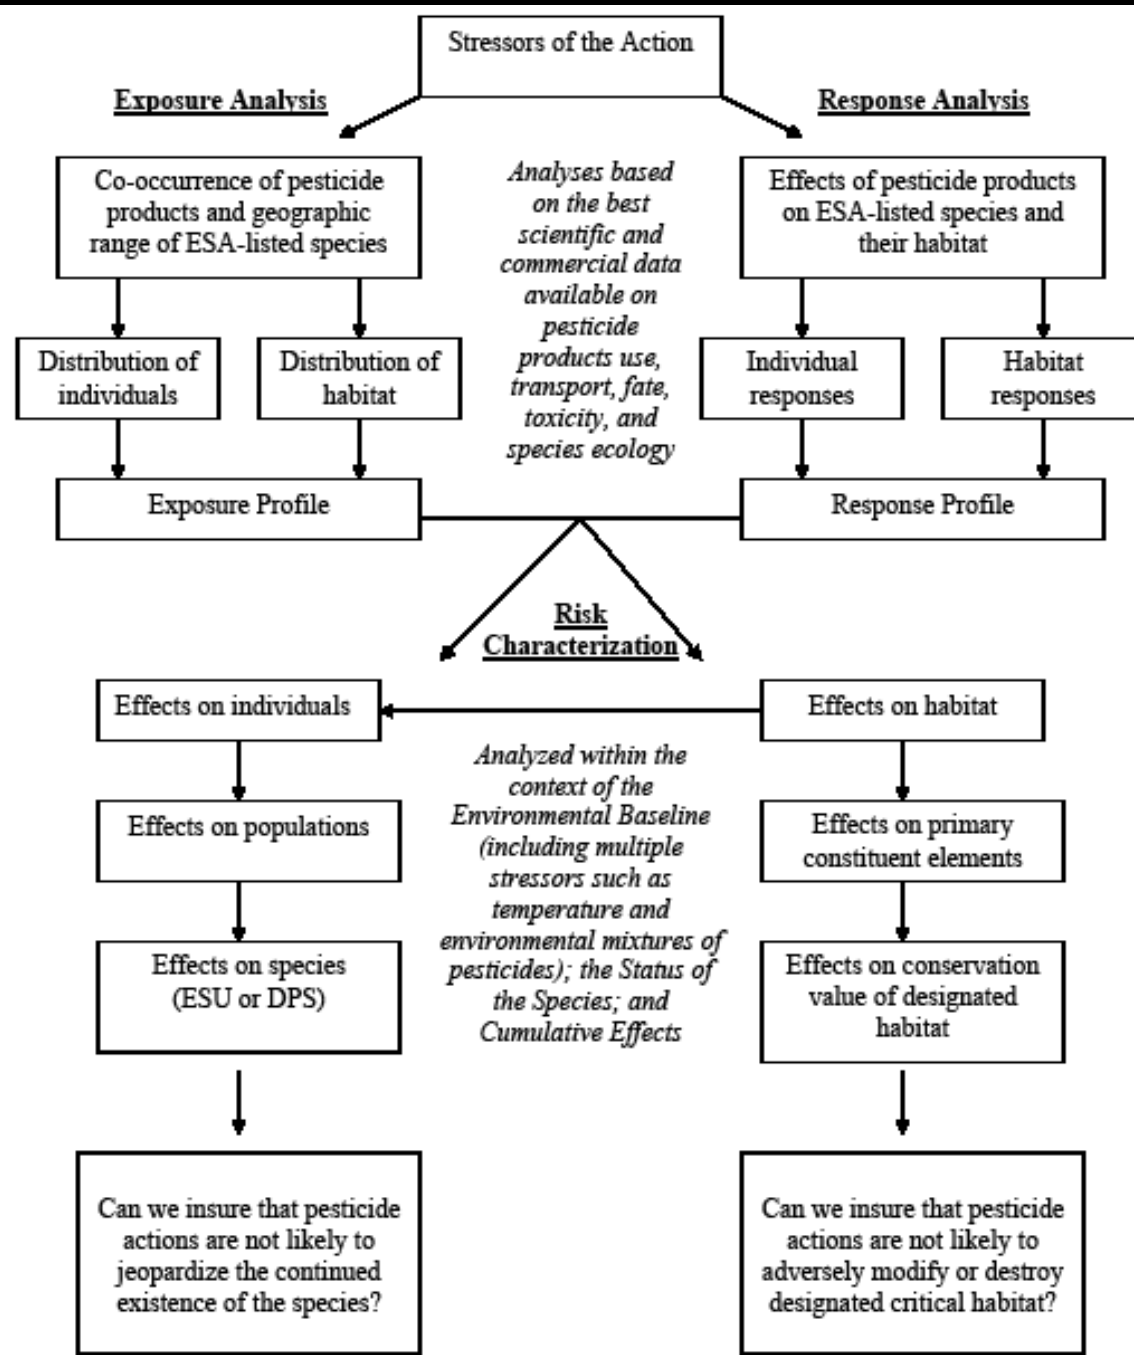 Stressors of the Action
Exposure Analysis
Response Analysis
Co-occurrence of pesticide
products and geographic
range of ESA-listed species
Analyses based
on the best
scientific and
commercial data
available on
pesticide
products use,
transport, fate,
toxicity, and
species ecology
Effects of pesticide products
on ESA-listed species and
their habitat
Distribution of
individuals
Distribution of
habitat
Individual
responses
Habitat
responses
Exposure Profile
Response Profile
Risk
Characterization
Effects on individuals
Effects on habitat
Analyzed within the
context of the
Environmental Baseline
(including multiple
stressors such as
temperature and
environmental mixtures of
pesticides); the Status of
the Species; and
Cumulative Effects
Effects on populations
Effects on primary
constituent elements
Effects on species
(ESU or DPS)
Effects on conservation
value of designated
habitat
Can we insure that pesticide
actions are not likely to
jeopardize the continued
existence of the species?
Can we insure that pesticide
actions are not likely to
adversely modify or destroy
designated critical habitat?